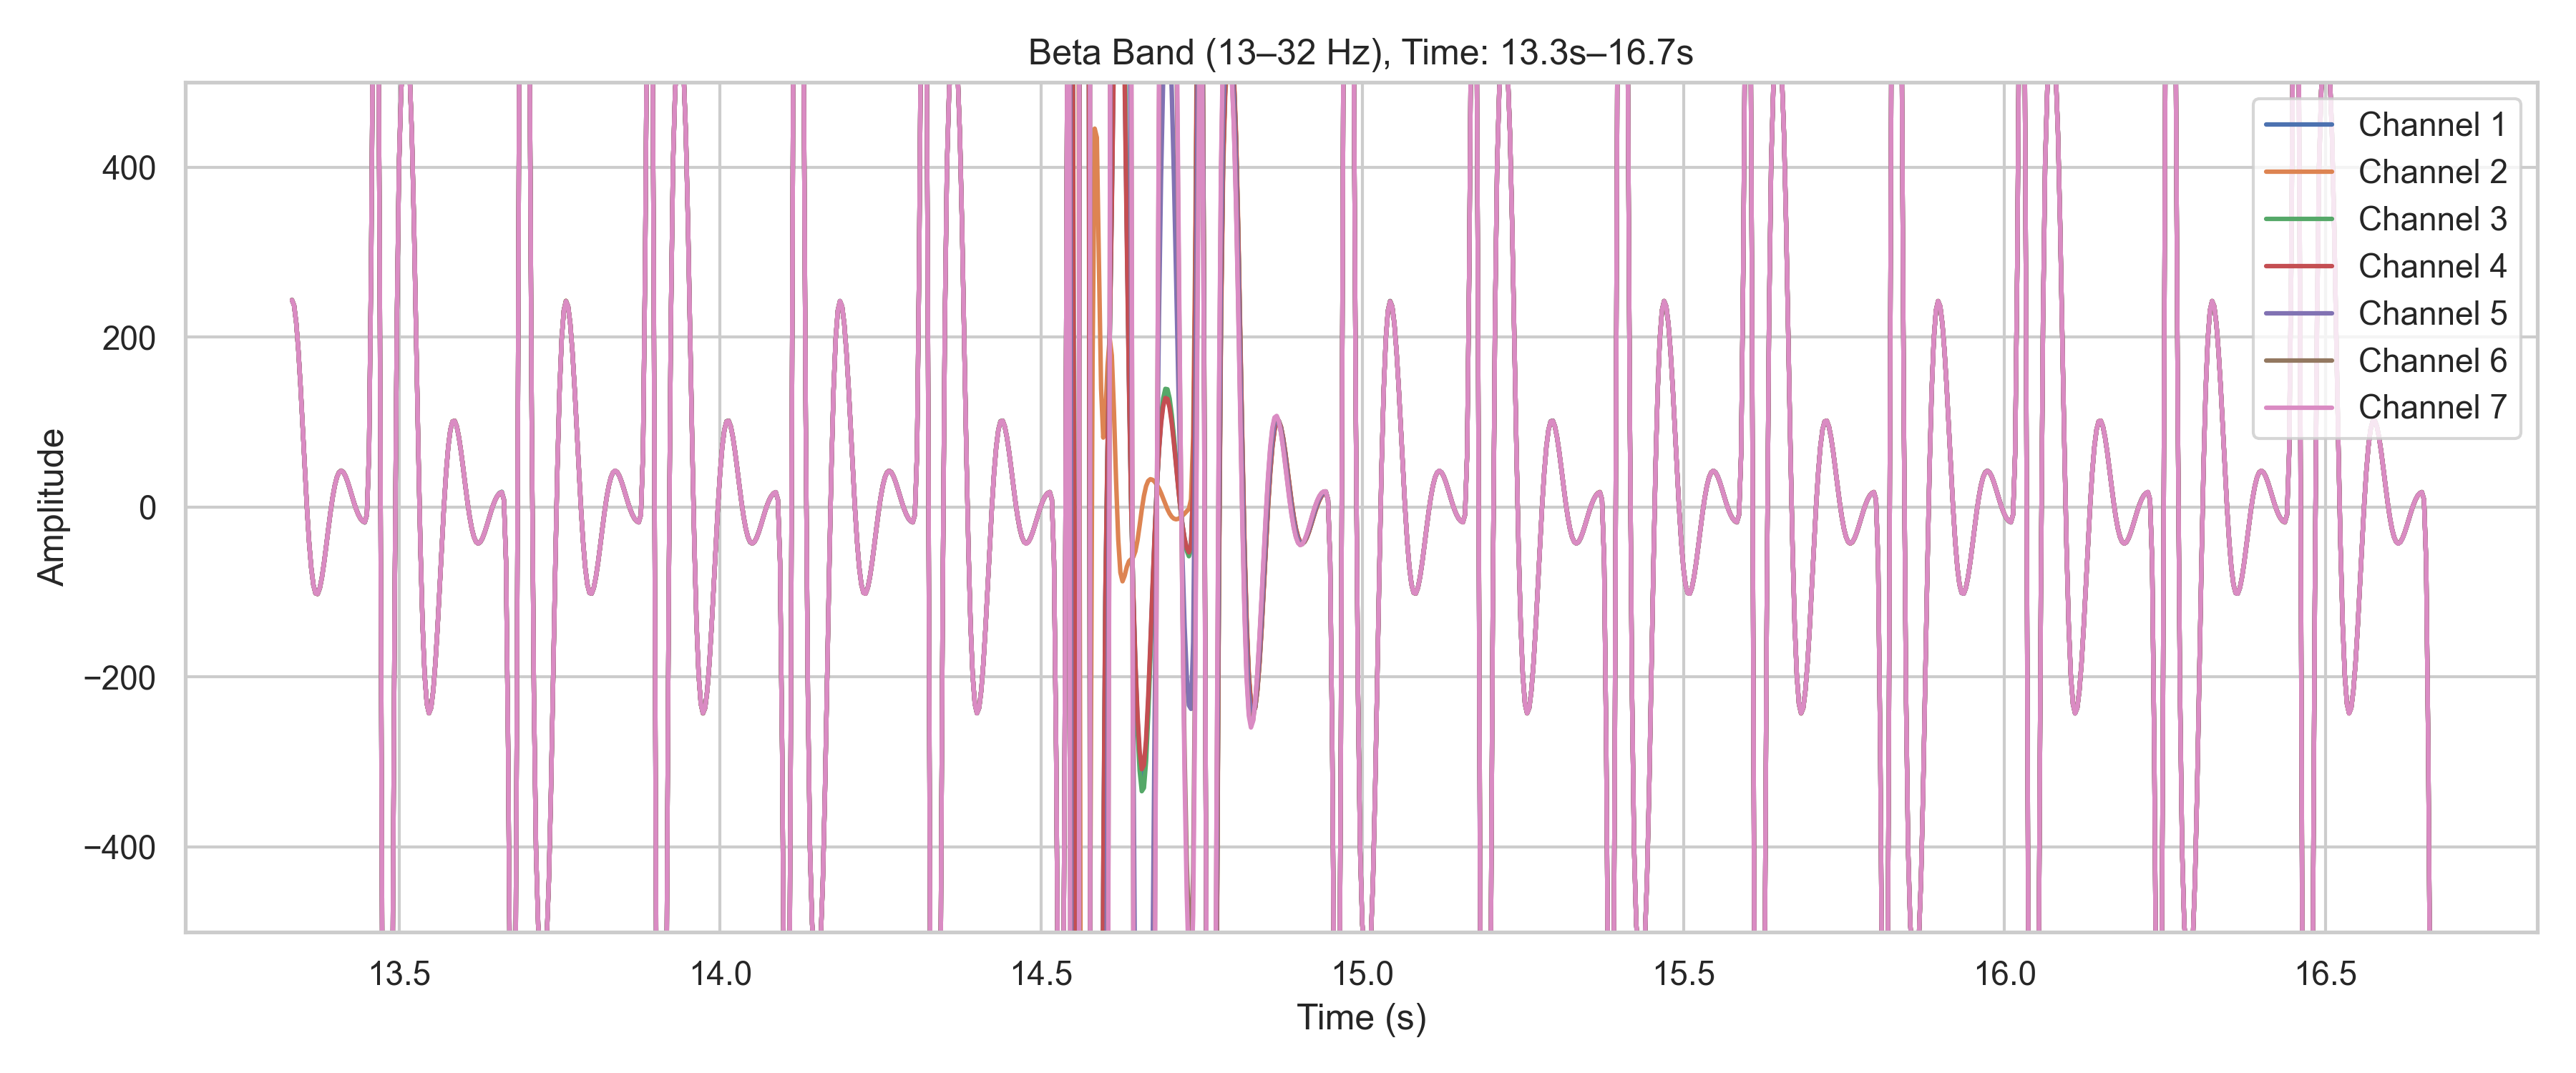 Beta Band (13–32 Hz), Time: 13.3s–16.7s
Amplitude
400
200
0
−200
−400
13.5
14.0
14.5
15.0
15.5
16.0
16.5
Time (s)
Channel 1
Channel 2
Channel 3
Channel 4
Channel 5
Channel 6
Channel 7